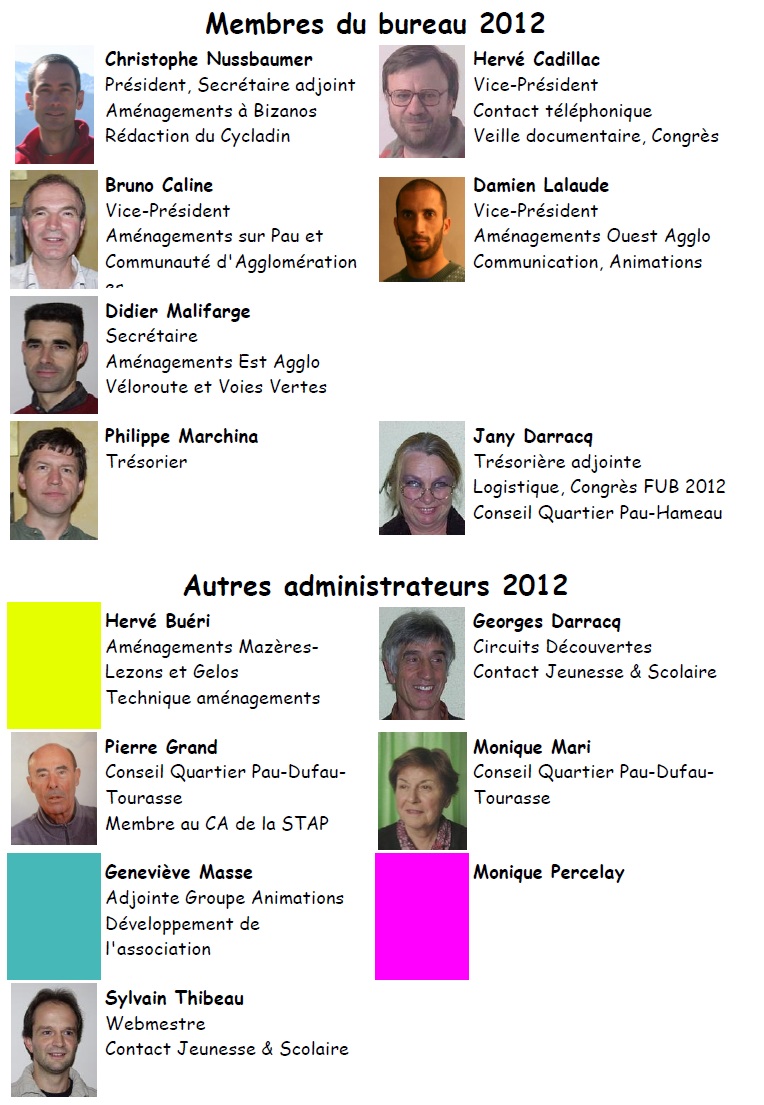 Membres du bureau 2012
Christophe Nussbaumer
Président, Secrétaire adjoint
Aménagements à Bizanos
Rédaction du Cycladin
Hervé Cadillac
Vice-Président
Contact téléphonique
Veille documentaire, Congrès
Bruno Caline
Vice-Président
Aménagements sur Pau et
Communauté d'Agglomération
Damien Lalaude
Vice-Président
Aménagements Ouest Agglo
Communication, Animations
Didier Malifarge
Secrétaire
Aménagements Est Agglo
Véloroute et Voies Vertes
Philippe Marchina
Trésorier
Jany Darracq
Trésorière adjointe
Logistique, Congrès FUB 2012
Conseil Quartier Pau-Hameau
Autres administrateurs 2012
Hervé Buéri
Aménagements Mazères-
Lezons et Gelos
Technique aménagements
Georges Darracq
Circuits Découvertes
Contact Jeunesse & Scolaire
Pierre Grand
Conseil Quartier Pau-Dufau-
Tourasse
Membre au CA de la STAP
Monique Mari
Conseil Quartier Pau-Dufau-
Tourasse
Geneviève Masse
Adjointe Groupe Animations
Développement de
l'association
Monique Percelay
Sylvain Thibeau
Webmestre
Contact Jeunesse & Scolaire